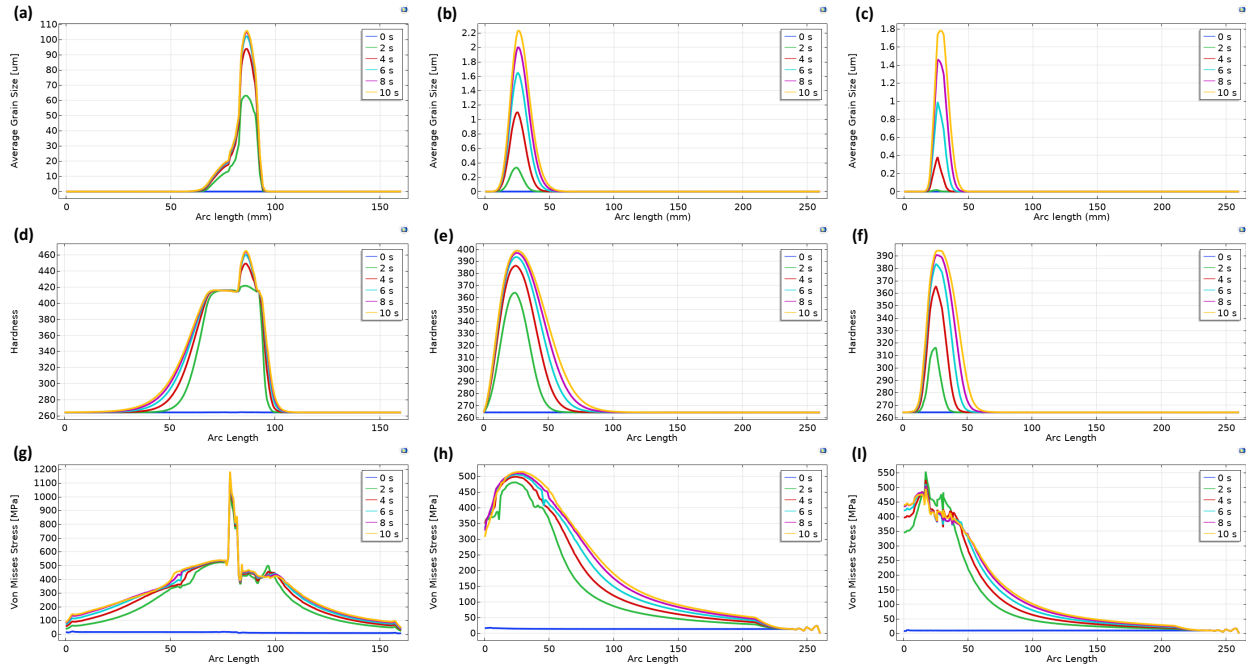 (a)
Average Grain Size [um]
110
100
90
80
70
60
50
40
30
20
10
0
0 50 100 150
Arc length (mm)
0 s
2 s
4 s
6 s
8 s
10 s
(b)
Average Grain Size [um]
2.2
2
1.8
1.6
1.4
1.2
1
0.8
0.6
0.4
0.2
0
0 50 100 150 200 250
Arc length (mm)
0 s
2 s
4 s
6 s
8 s
10 s
(c)
Average Grain Size [um]
1.8
1.6
1.4
1.2
1
0.8
0.6
0.4
0.2
0
0 50 100 150 200 250
Arc length (mm)
0 s
2 s
4 s
6 s
8 s
10 s
(d)
Hardness
460
440
420
400
380
360
340
320
300
280
260
0 50 100 150
Arc Length
0 s
2 s
4 s
6 s
8 s
10 s
(e)
Hardness
400
390
380
370
360
350
340
330
320
310
300
290
280
270
260
0 50 100 150 200 250
Arc Length
0 s
2 s
4 s
6 s
8 s
10 s
(f)
Hardness
390
380
370
360
350
340
330
320
310
300
290
280
270
260
0 50 100 150 200 250
Arc Length
0 s
2 s
4 s
6 s
8 s
10 s
(g)
Von Misses Stress [MPa]
1200
1100
1000
900
800
700
600
500
400
300
200
100
0
0 50 100 150
Arc Length
0 s
2 s
4 s
6 s
8 s
10 s
(h)
Von Misses Stress [MPa]
500
450
400
350
300
250
200
150
100
50
0
0 50 100 150 200 250
Arc Length
0 s
2 s
4 s
6 s
8 s
10 s
(I)
Von Misses Stress [MPa]
550
500
450
400
350
300
250
200
150
100
50
0
0 50 100 150 200 250
Arc Length
0 s
2 s
4 s
6 s
8 s
10 s